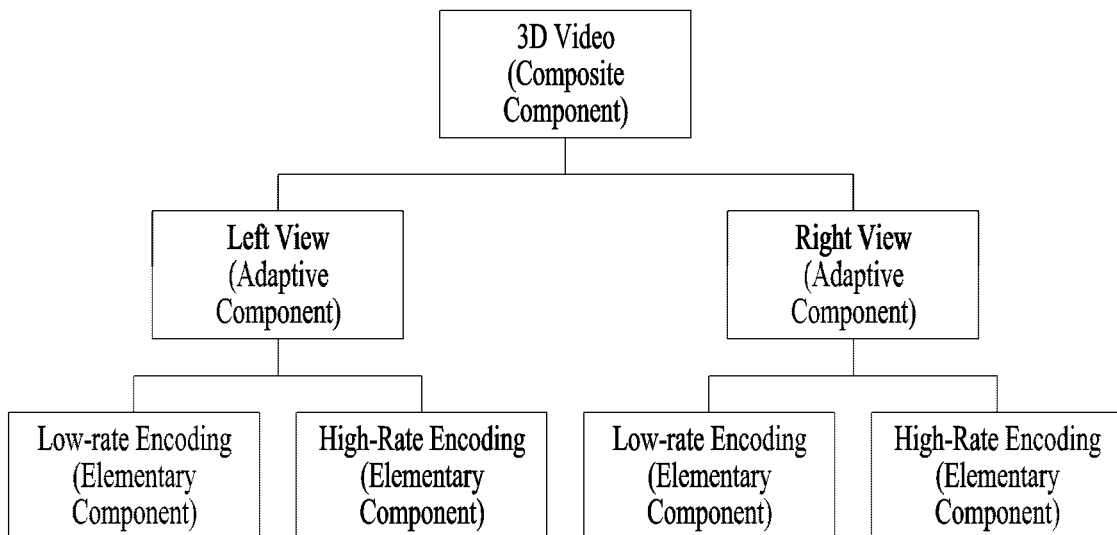 3D Video
(Composite
Component)
Left View
(Adaptive
Component)
Right View
(Adaptive
Component)
Low-rate Encoding
(Elementary
Component)
High-Rate Encoding
(Elementary
Component)
Low-rate Encoding
(Elementary
Component)
High-Rate Encoding
(Elementary
Component)